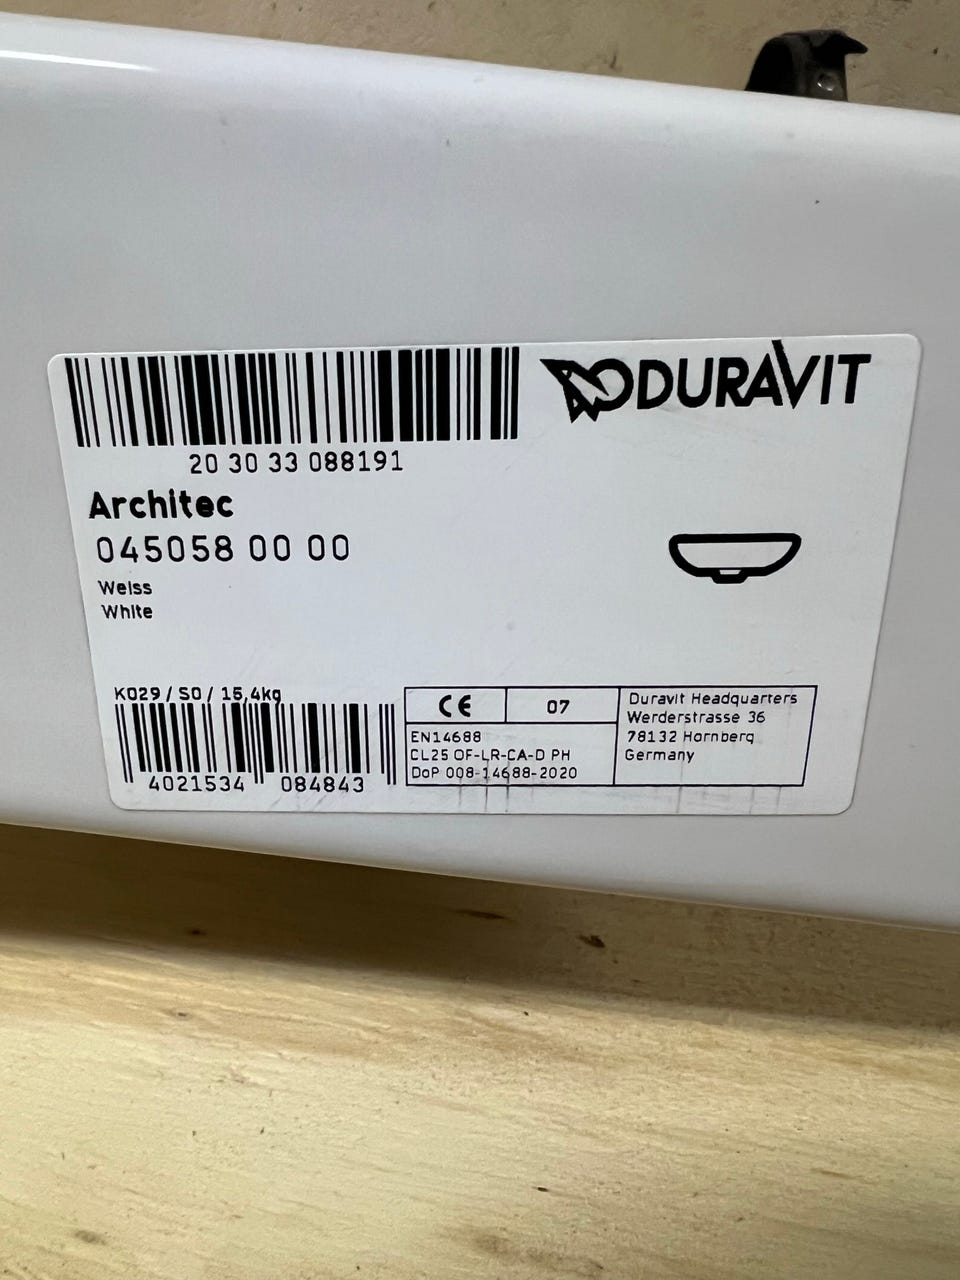 DURAVIT
20 30 33 088191
Architec
045058 00 00
Weiss
White
K029 / S0 / 15,4kg
4021534 084843
CE 07
EN14688
CL25 OF-LR-CA-D PH
DoP 008-14688-2020
Duravit Headquarters
Werderstrasse 36
78132 Hornberg
Germany